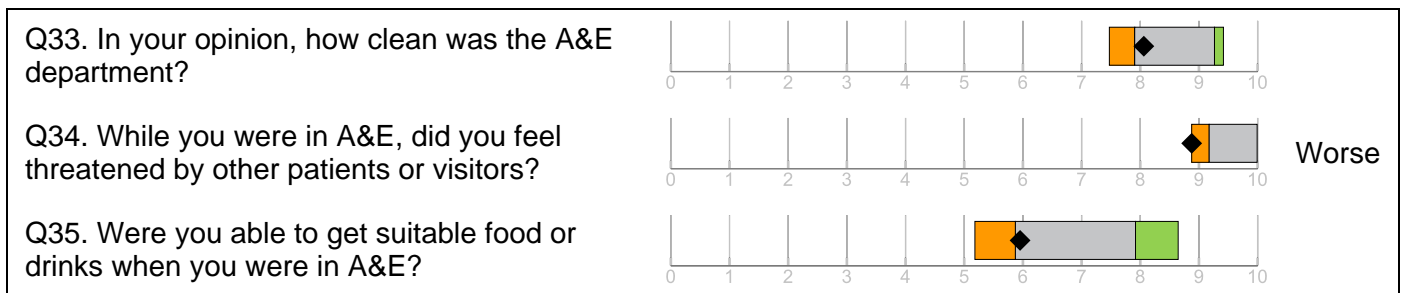 Q33. In your opinion, how clean was the A&E
department?
0 1 2 3 4 5 6 7 8 9 10
Q34. While you were in A&E, did you feel
threatened by other patients or visitors?
Worse
0 1 2 3 4 5 6 7 8 9 10
Q35. Were you able to get suitable food or
drinks when you were in A&E?
0 1 2 3 4 5 6 7 8 9 10